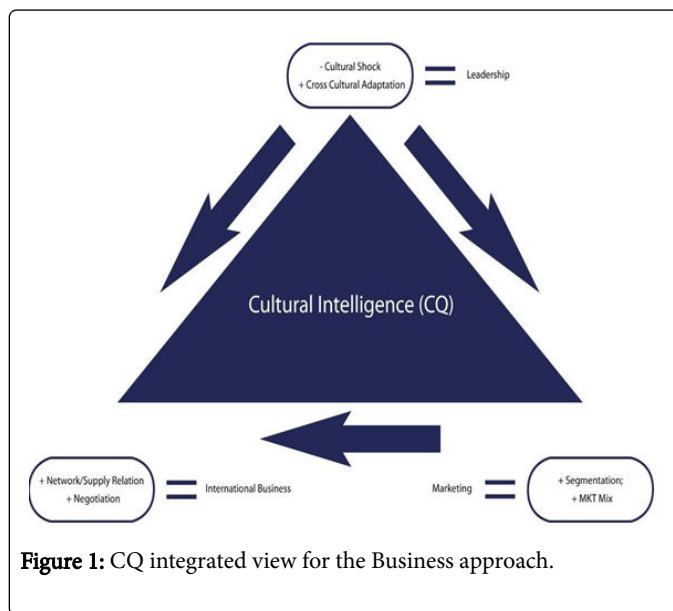 - Cultural Shock
+ Cross Cultural Adaptation
Leadership
Cultural Intelligence (CQ)
+ Network/Supply Relation
+ Negotiation
International Business
Marketing
+ Segmentation;
+ MKT Mix
Figure 1: CQ integrated view for the Business approach.